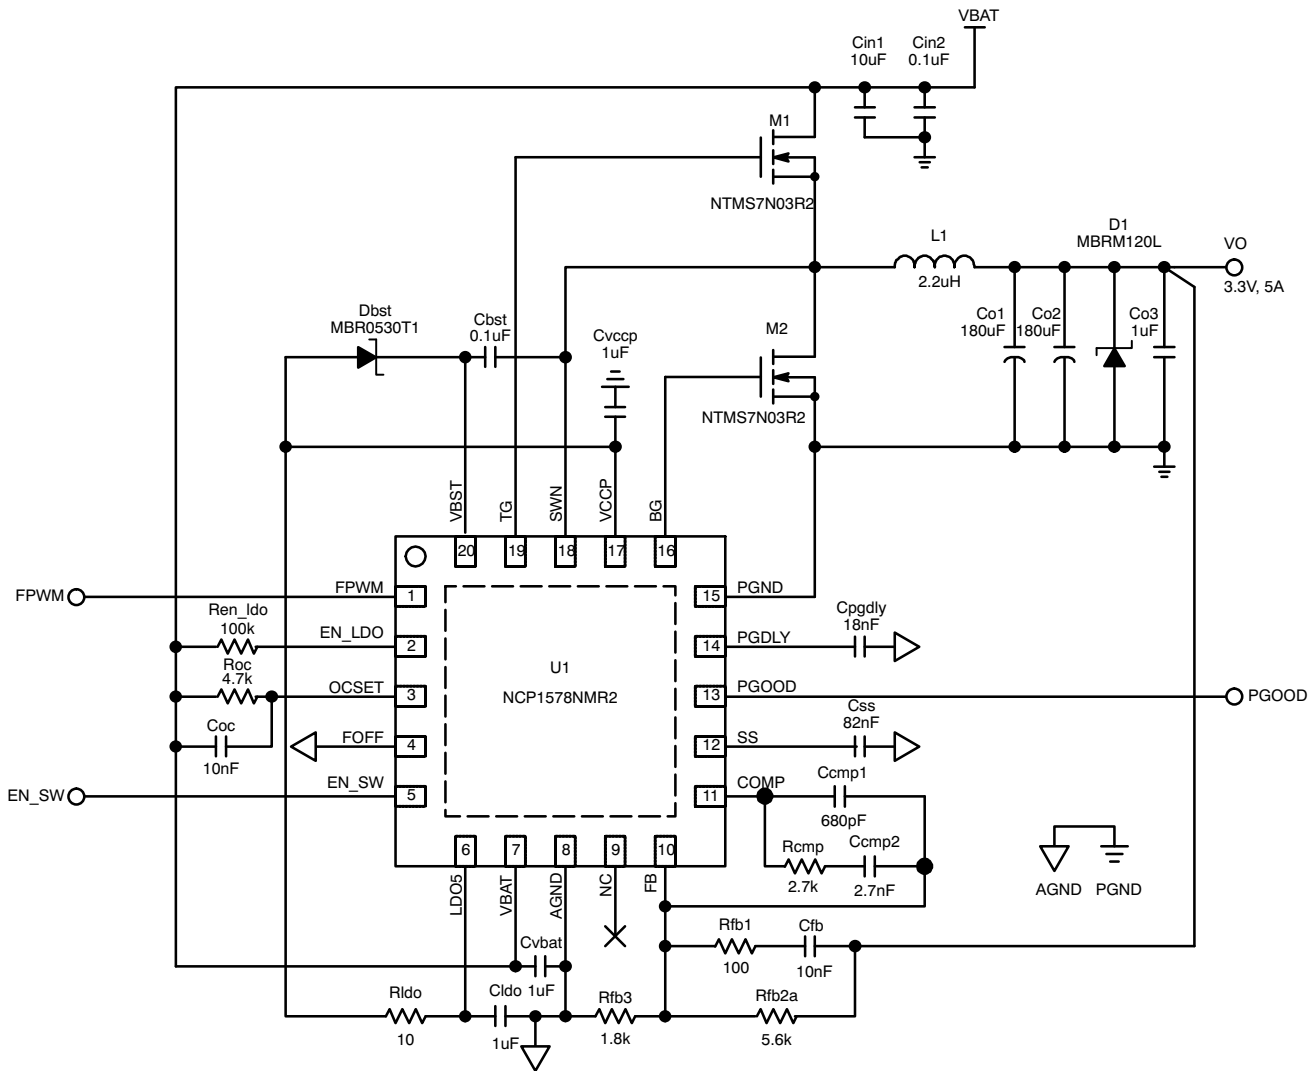 VBAT
Cin1
10uF
Cin2
0.1uF
M1
NTMS7N03R2
L1
2.2uH
D1
MBRM120L
VO
3.3V, 5A
Dbst
MBR0530T1
Cbst
0.1uF
Cvccp
1uF
M2
NTMS7N03R2
Co1
180uF
Co2
180uF
Co3
1uF
VBST
TG
SWN
VCCP
BG
20
19
18
17
16
FPWM
FPWM
1
15
PGND
Ren_ldo
100k
EN_LDO
2
14
PGDLY
Cpgdly
18nF
Roc
4.7k
OCSET
3
U1
NCP1578NMR2
13
PGOOD
PGOOD
Coc
10nF
FOFF
4
12
SS
Css
82nF
EN_SW
EN_SW
5
11
COMP
Ccmp1
680pF
Rcmp
2.7k
Ccmp2
2.7nF
6
7
8
9
10
LDO5
VBAT
AGND
NC
FB
AGND
PGND
Cvbat
1uF
Rfb1
100
Cfb
10nF
Rldo
10
Cldo
1uF
Rfb3
1.8k
Rfb2a
5.6k